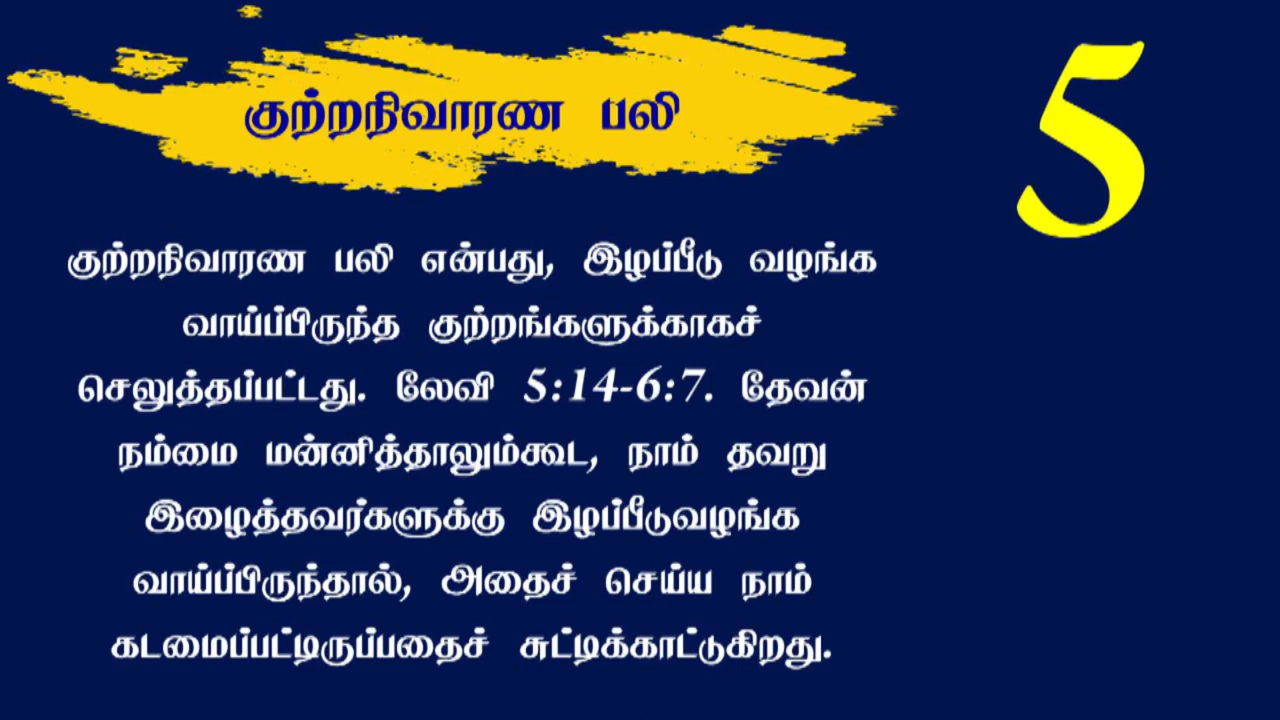 குற்றநிவாரண பலி
5
குற்றநிவாரண பலி என்பது, இழப்பீடு வழங்க
வாய்ப்பிருந்த குற்றங்களுக்காகச்
செலுத்தப்பட்டது. லேவி 5:14-6:7. தேவன்
நம்மை மன்னித்தாலும்கூட, நாம் தவறு
இழைத்தவர்களுக்கு இழப்பீடுவழங்க
வாய்ப்பிருந்தால், அதைச் செய்ய நாம்
கடமைப்பட்டிருப்பதைச் சுட்டிக்காட்டுகிறது.